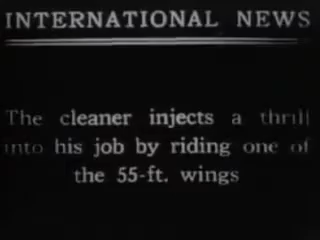 INTERNATIONAL NEWS
The cleaner injects a thrill
into his job by riding one of
the 55-ft. wings